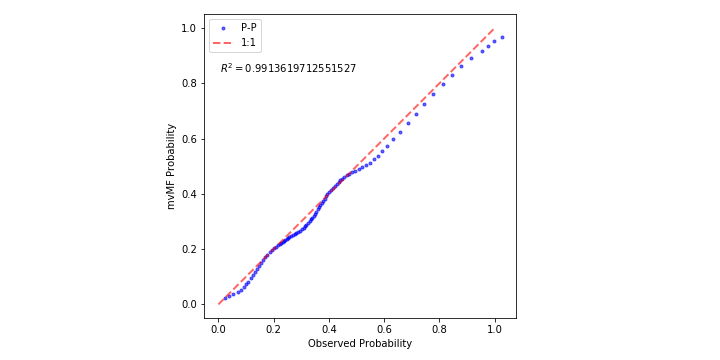 P-P
1:1
R² = 0.9913619712551527
mvMF Probability
1.0
0.8
0.6
0.4
0.2
0.0
0.0 0.2 0.4 0.6 0.8 1.0
Observed Probability